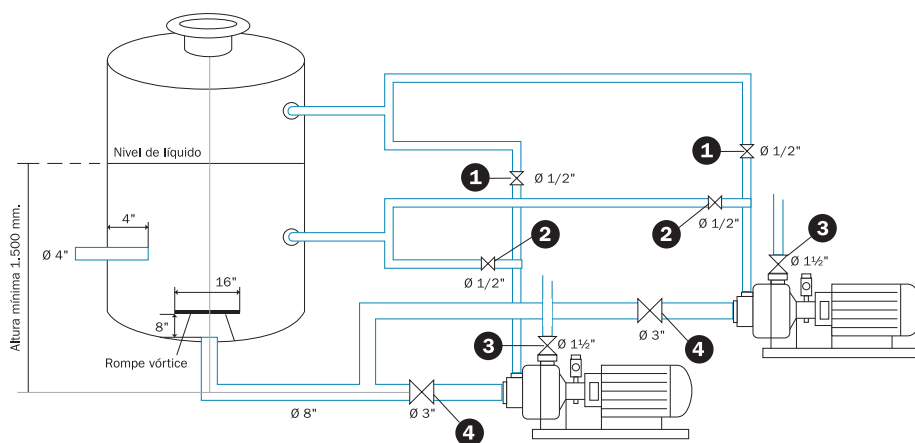 1
Ø 1/2"
Nivel de líquido
1
Ø 1/2"
Altura mínima 1.500 mm.
4"
2
Ø 1/2"
3
Ø 4"
2
Ø 1/2"
Ø 1½"
16"
8"
3
Ø 1½"
Ø 3"
4
Rompe vórtice
Ø 8"
Ø 3"
4